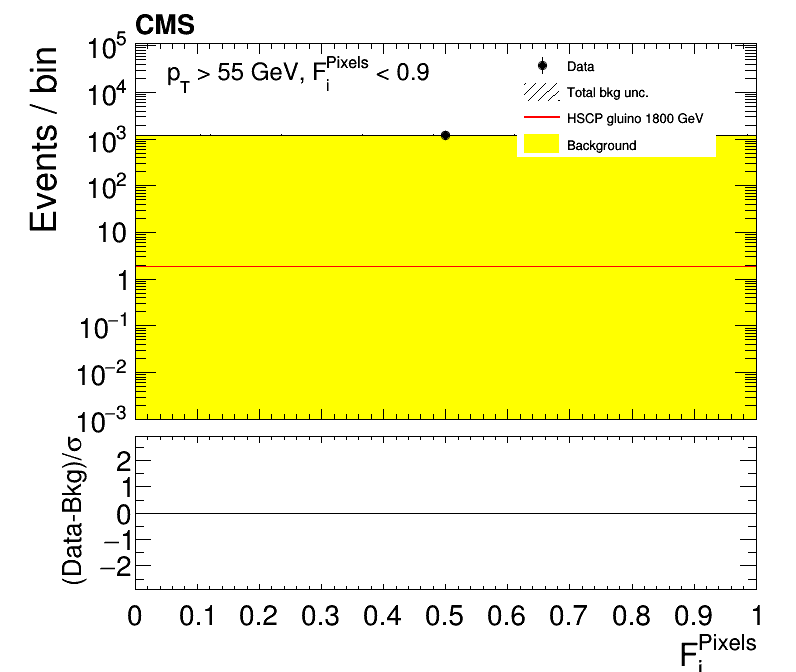 CMS
Events / bin
10^5
10^4
10^3
10^2
10
1
10^−1
10^−2
10^−3
p_T > 55 GeV, F_i^Pixels < 0.9
Data
Total bkg unc.
HSCP gluino 1800 GeV
Background
(Data-Bkg)/σ
2
1
0
−1
−2
0 0.1 0.2 0.3 0.4 0.5 0.6 0.7 0.8 0.9 1
F_i^Pixels